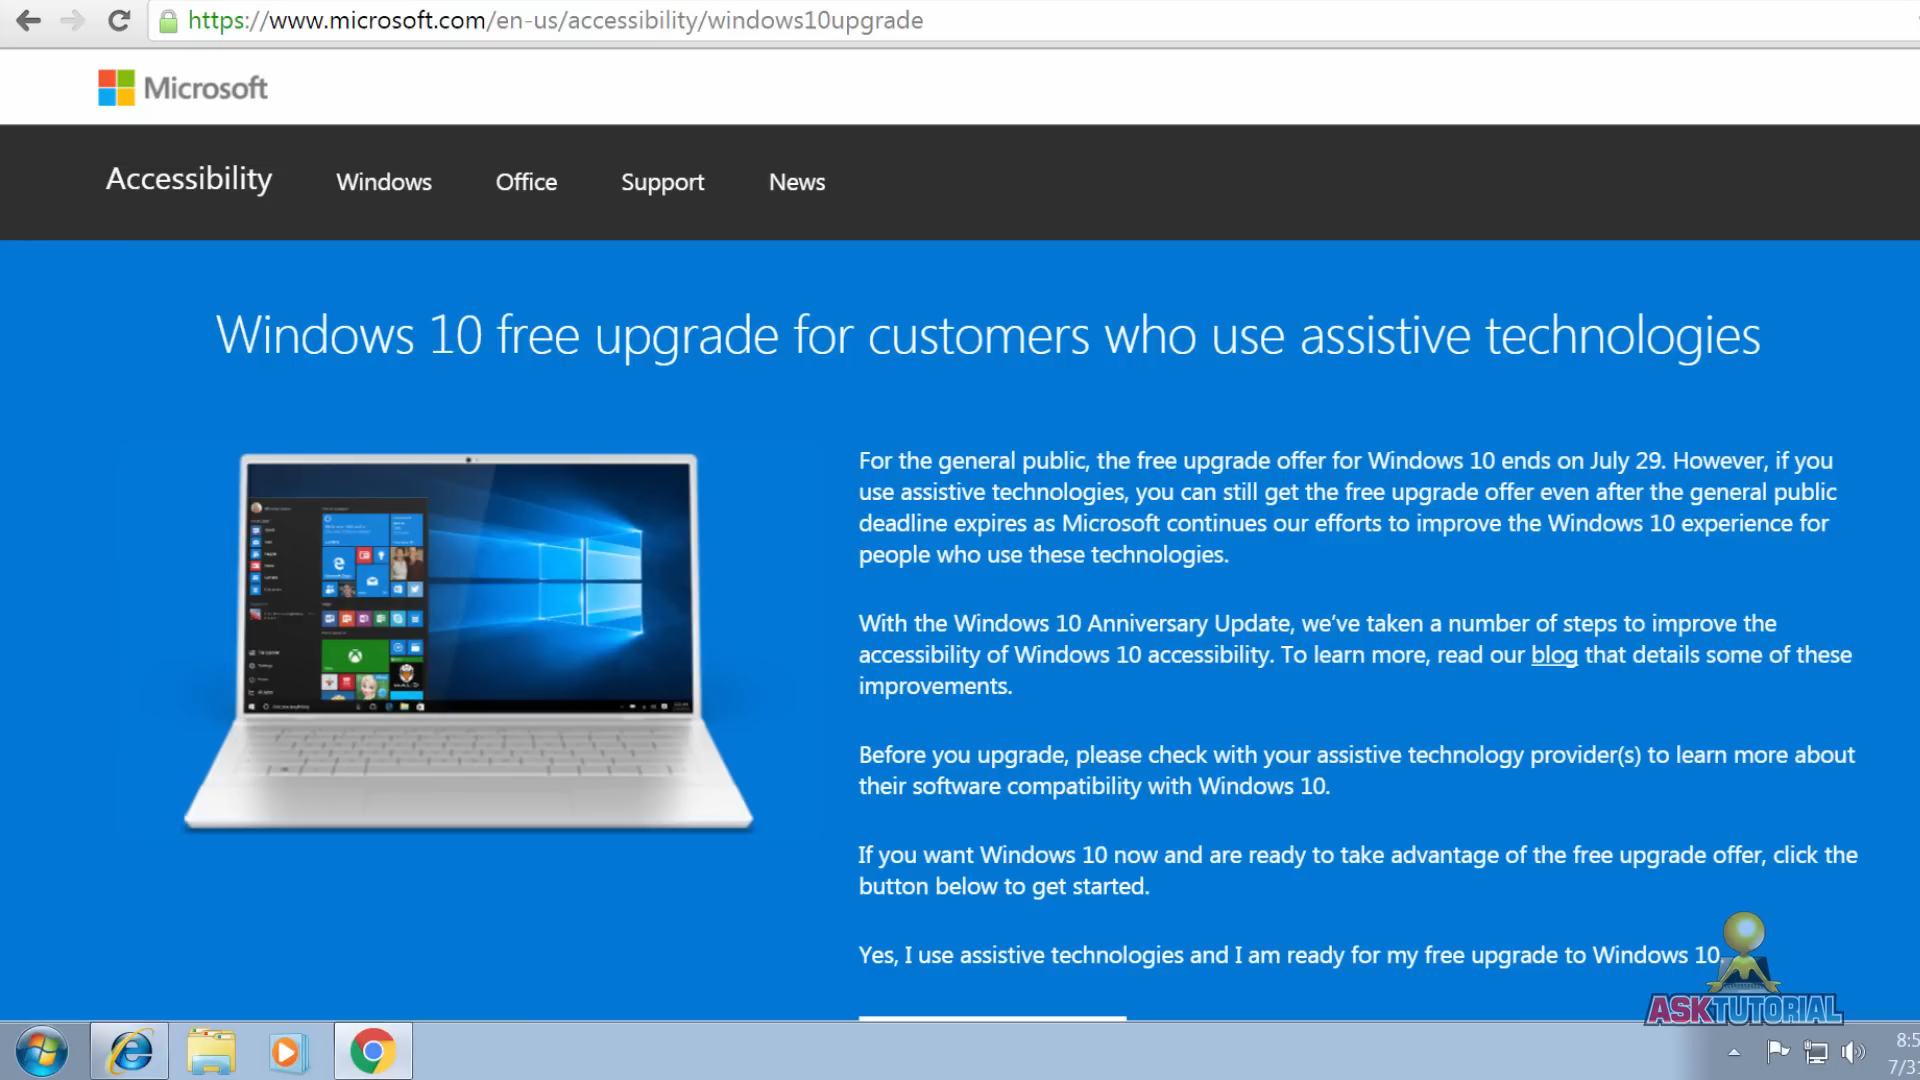 https://www.microsoft.com/en-us/accessibility/windows10upgrade
Microsoft
Accessibility Windows Office Support News
Windows 10 free upgrade for customers who use assistive technologies
For the general public, the free upgrade offer for Windows 10 ends on July 29. However, if you
use assistive technologies, you can still get the free upgrade offer even after the general public
deadline expires as Microsoft continues our efforts to improve the Windows 10 experience for
people who use these technologies.
With the Windows 10 Anniversary Update, we've taken a number of steps to improve the
accessibility of Windows 10 accessibility. To learn more, read our blog that details some of these
improvements.
Before you upgrade, please check with your assistive technology provider(s) to learn more about
their software compatibility with Windows 10.
If you want Windows 10 now and are ready to take advantage of the free upgrade offer, click the
button below to get started.
Yes, I use assistive technologies and I am ready for my free upgrade to Windows 10.
ASKTUTORIAL
8:5
7/31